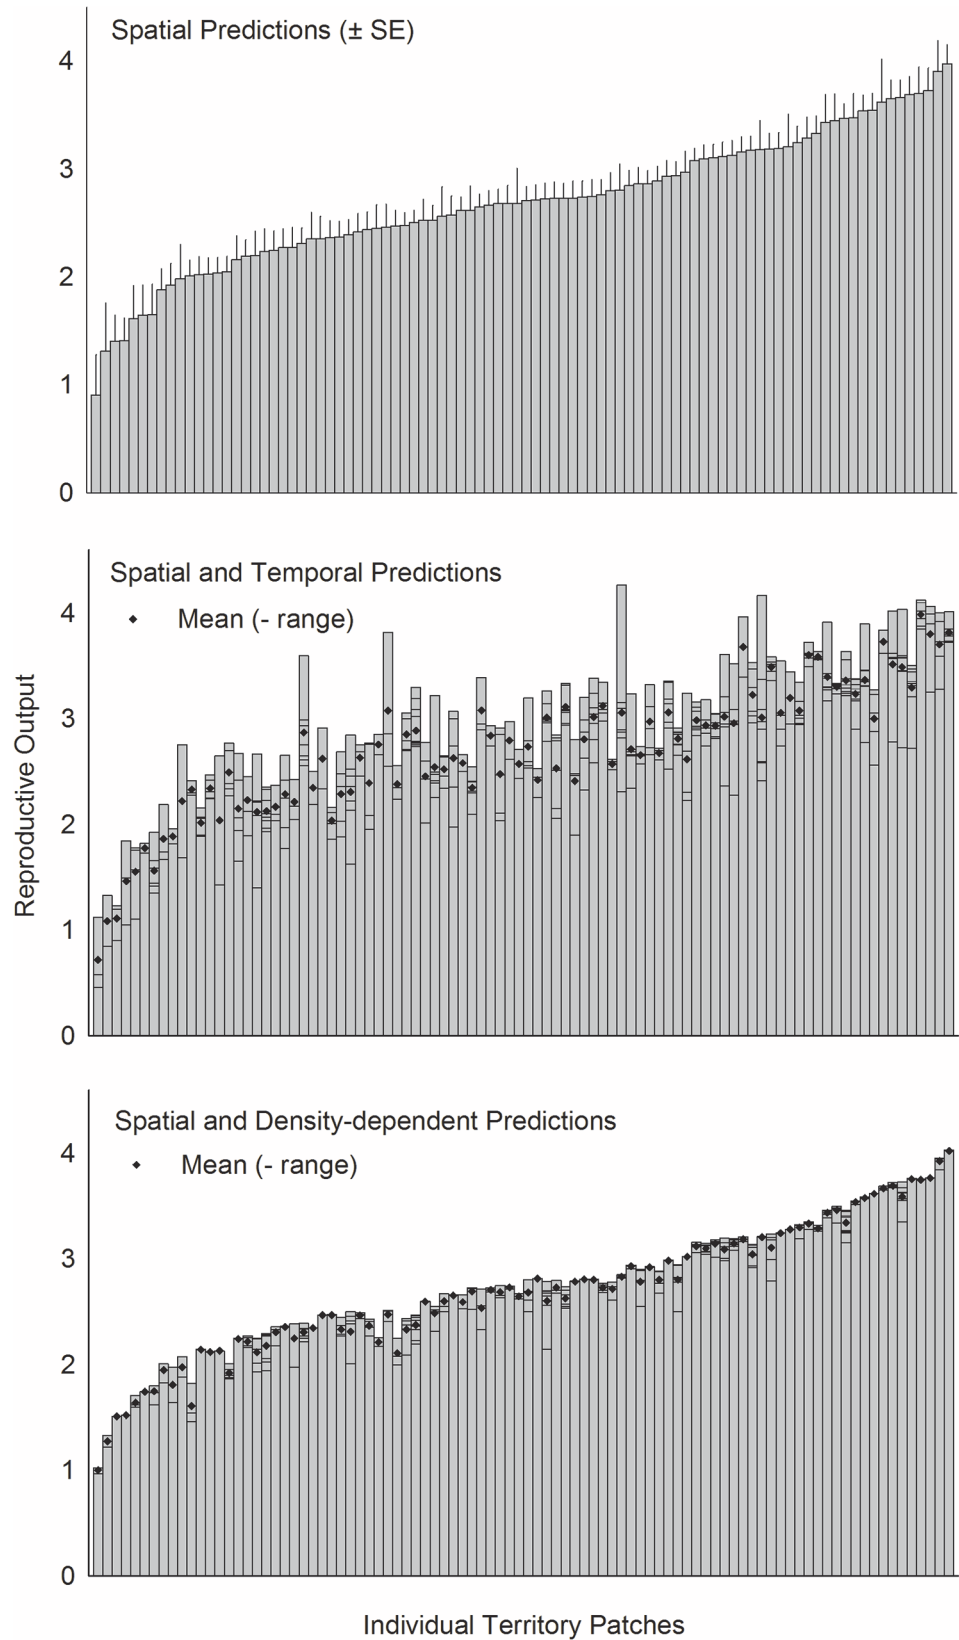 Spatial Predictions (± SE)
4
3
2
1
0
Spatial and Temporal Predictions
Mean (- range)
4
3
2
1
0
Reproductive Output
Spatial and Density-dependent Predictions
Mean (- range)
4
3
2
1
0
Individual Territory Patches